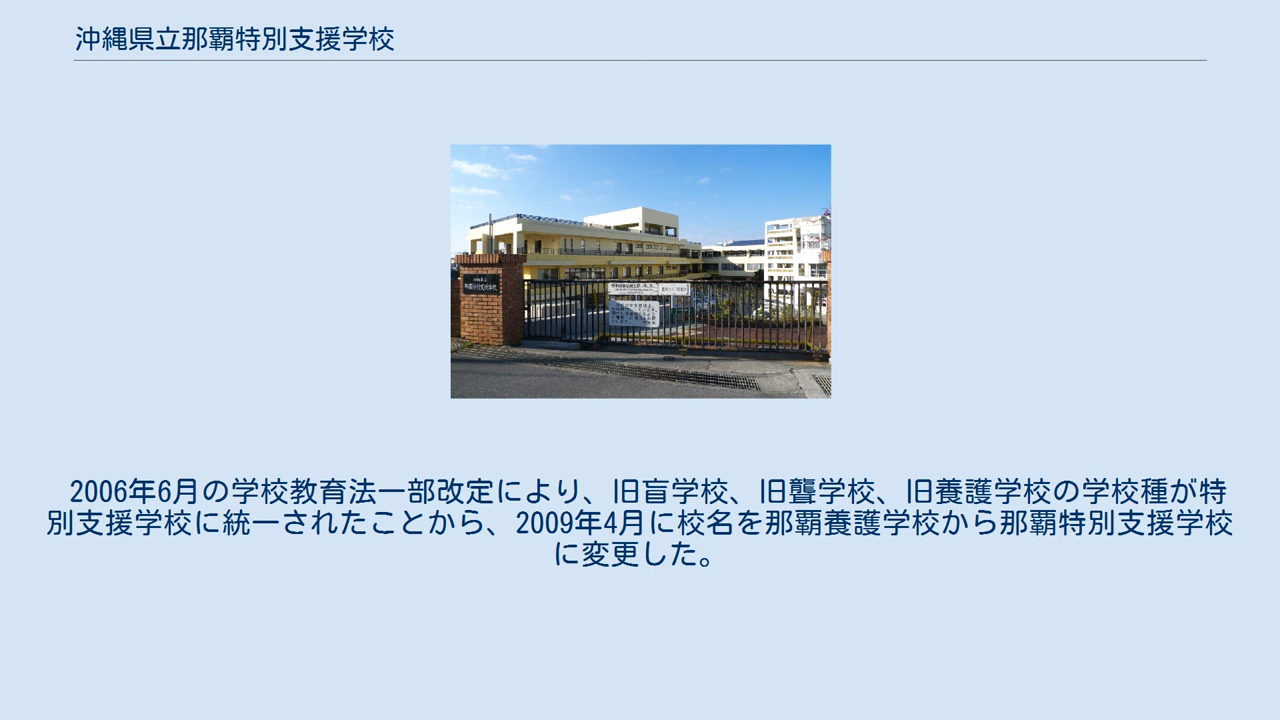 沖縄県立那覇特別支援学校
2006年6月の学校教育法一部改定により、旧盲学校、旧聾学校、旧養護学校の学校種が特
別支援学校に統一されたことから、2009年4月に校名を那覇養護学校から那覇特別支援学校
に変更した。